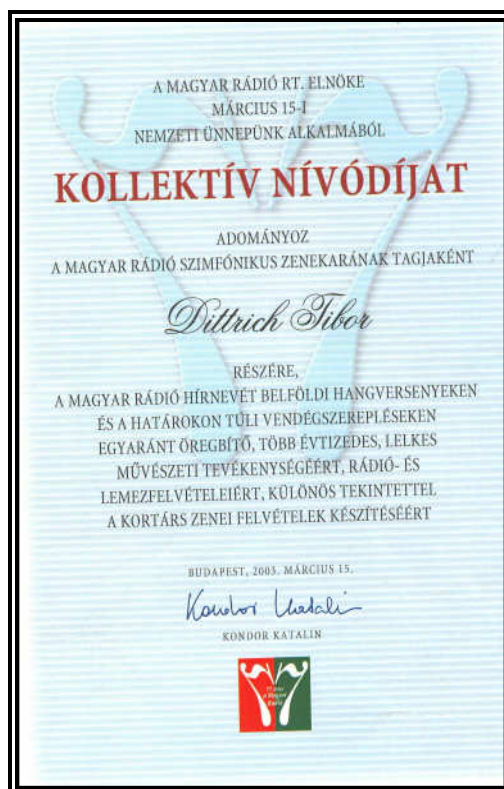 A MAGYAR RÁDIÓ RT. ELNÖKE
MÁRCIUS 15-I
NEMZETI ÜNNEPÜNK ALKALMÁBÓL
KOLLEKTÍV NÍVÓDÍJAT
ADOMÁNYOZ
A MAGYAR RÁDIÓ SZIMFÓNIKUS ZENEKARÁNAK TAGJAKÉNT
Dittrich Tibor
RÉSZÉRE,
A MAGYAR RÁDIÓ HÍRNEVÉT BELFÖLDI HANGVERSENYEKEN
ÉS A HATÁROKON TÚLI VENDÉGSZEREPLÉSEKEN
EGYARÁNT ÖREGBÍTŐ, TÖBB ÉVTIZEDES, LELKES
MŰVÉSZETI TEVÉKENYSÉGÉÉRT, RÁDIÓ- ÉS
LEMEZFELVÉTELEIÉRT, KÜLÖNÖS TEKINTETTEL
A KORTÁRS ZENEI FELVÉTELEK KÉSZÍTÉSÉÉRT
BUDAPEST, 2003. MÁRCIUS 15.
Kondor Katalin
KONDOR KATALIN
a Magyar
Rádió